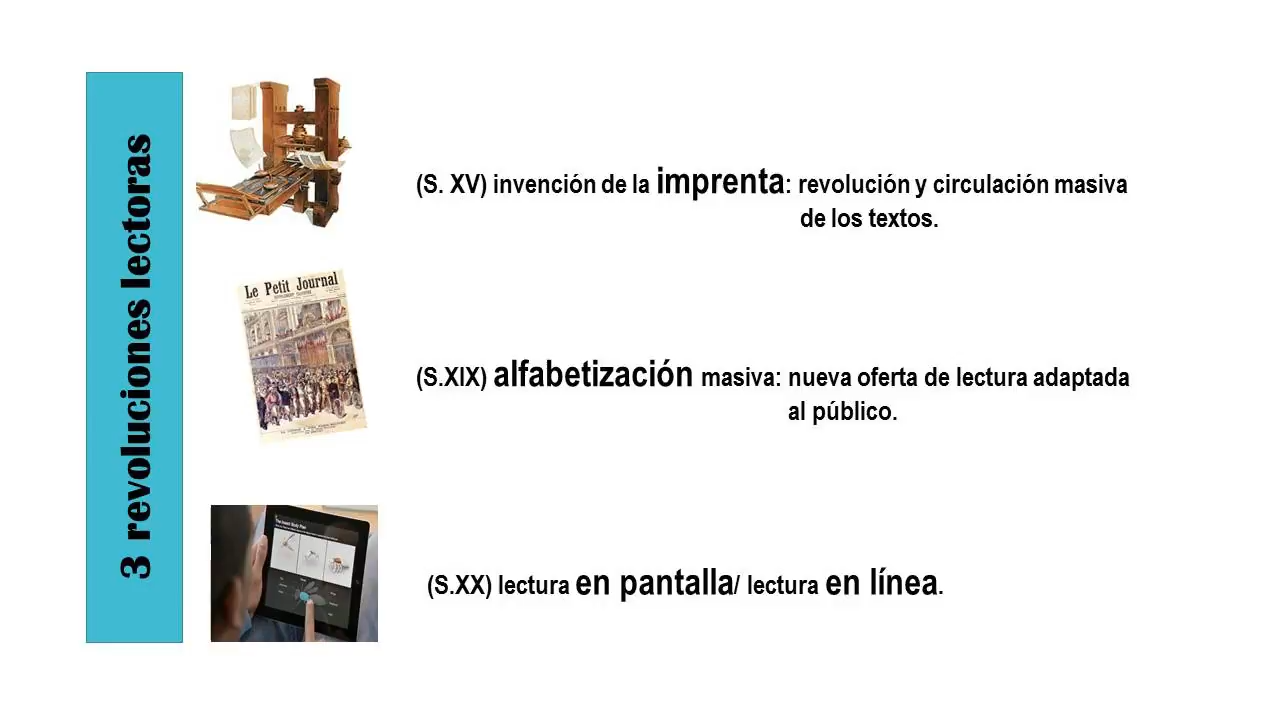 3 revoluciones lectoras
(S. XV) invención de la imprenta: revolución y circulación masiva
de los textos.
Le Petit Journal
(S.XIX) alfabetización masiva: nueva oferta de lectura adaptada
al público.
(S.XX) lectura en pantalla/ lectura en línea.